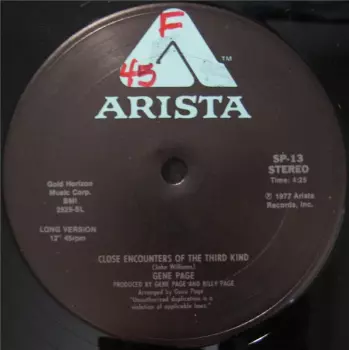 F
45
TM
ARISTA
Gold Horizon
Music Corp.
BMI
2525-SL
LONG VERSION
12" 45rpm
SP-13
STEREO
Time: 4:25
℗ 1977 Arista
Records, Inc.
CLOSE ENCOUNTERS OF THE THIRD KIND
(John Williams)
GENE PAGE
PRODUCED BY GENE PAGE AND BILLY PAGE
Arranged by Gene Page
"Unauthorized duplication is a
violation of applicable laws."